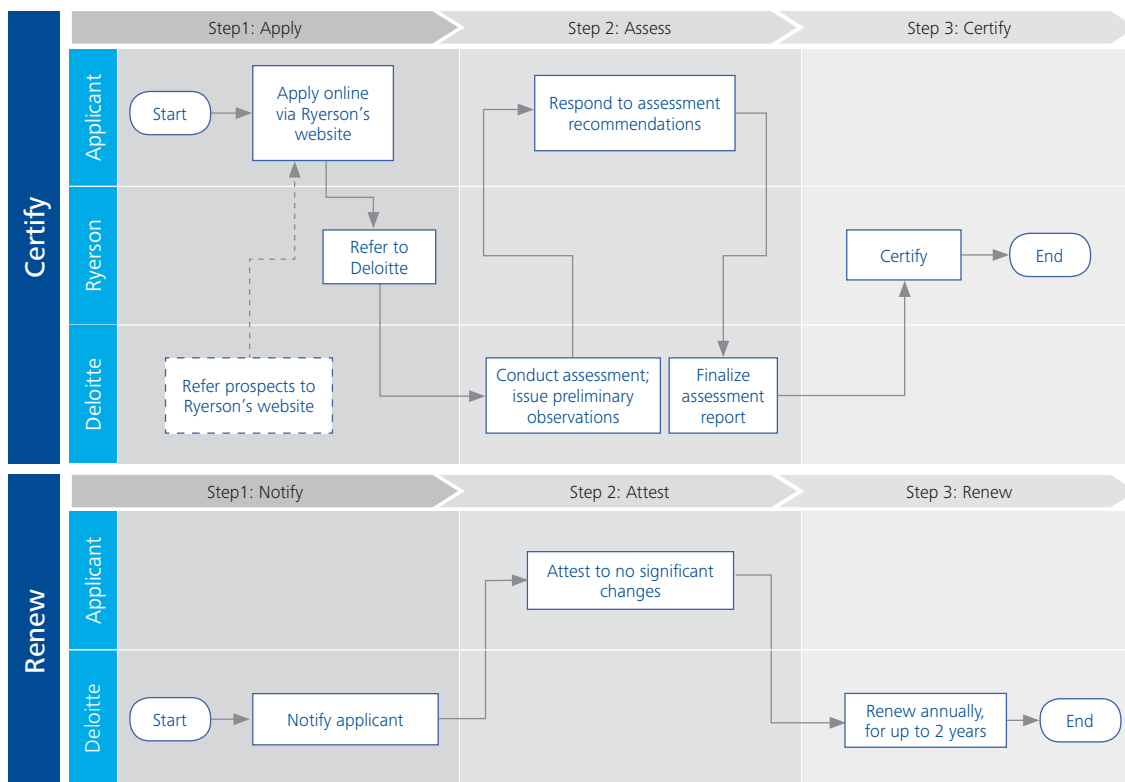 Certify
Step1: Apply
Step 2: Assess
Step 3: Certify
Applicant
Start
Apply online
via Ryerson's
website
Respond to assessment
recommendations
Ryerson
Refer to
Deloitte
Certify
End
Deloitte
Refer prospects to
Ryerson's website
Conduct assessment;
issue preliminary
observations
Finalize
assessment
report
Renew
Step1: Notify
Step 2: Attest
Step 3: Renew
Applicant
Attest to no significant
changes
Deloitte
Start
Notify applicant
Renew annually,
for up to 2 years
End